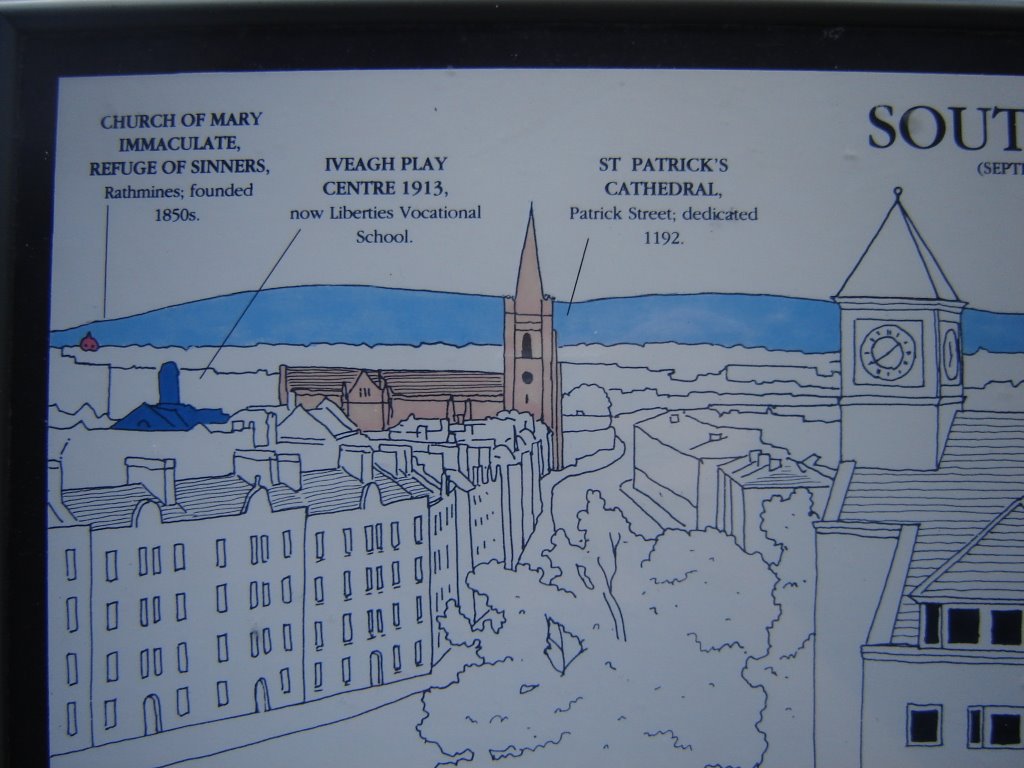 SOUT
(SEPTE
CHURCH OF MARY
IMMACULATE,
REFUGE OF SINNERS,
Rathmines; founded
1850s.
IVEAGH PLAY
CENTRE 1913,
now Liberties Vocational
School.
ST PATRICK'S
CATHEDRAL,
Patrick Street; dedicated
1192.